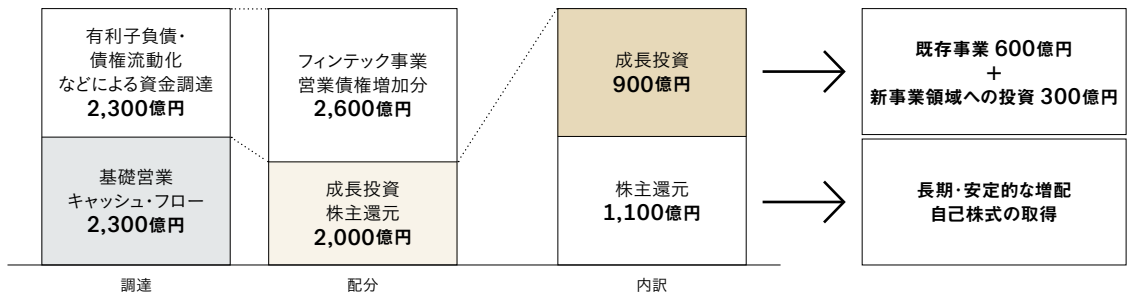 有利子負債・
債権流動化
などによる資金調達
2,300億円
基礎営業
キャッシュ・フロー
2,300億円
調達
フィンテック事業
営業債権増加分
2,600億円
成長投資
株主還元
2,000億円
配分
成長投資
900億円
株主還元
1,100億円
内訳
既存事業 600億円
+
新事業領域への投資 300億円
長期・安定的な増配
自己株式の取得